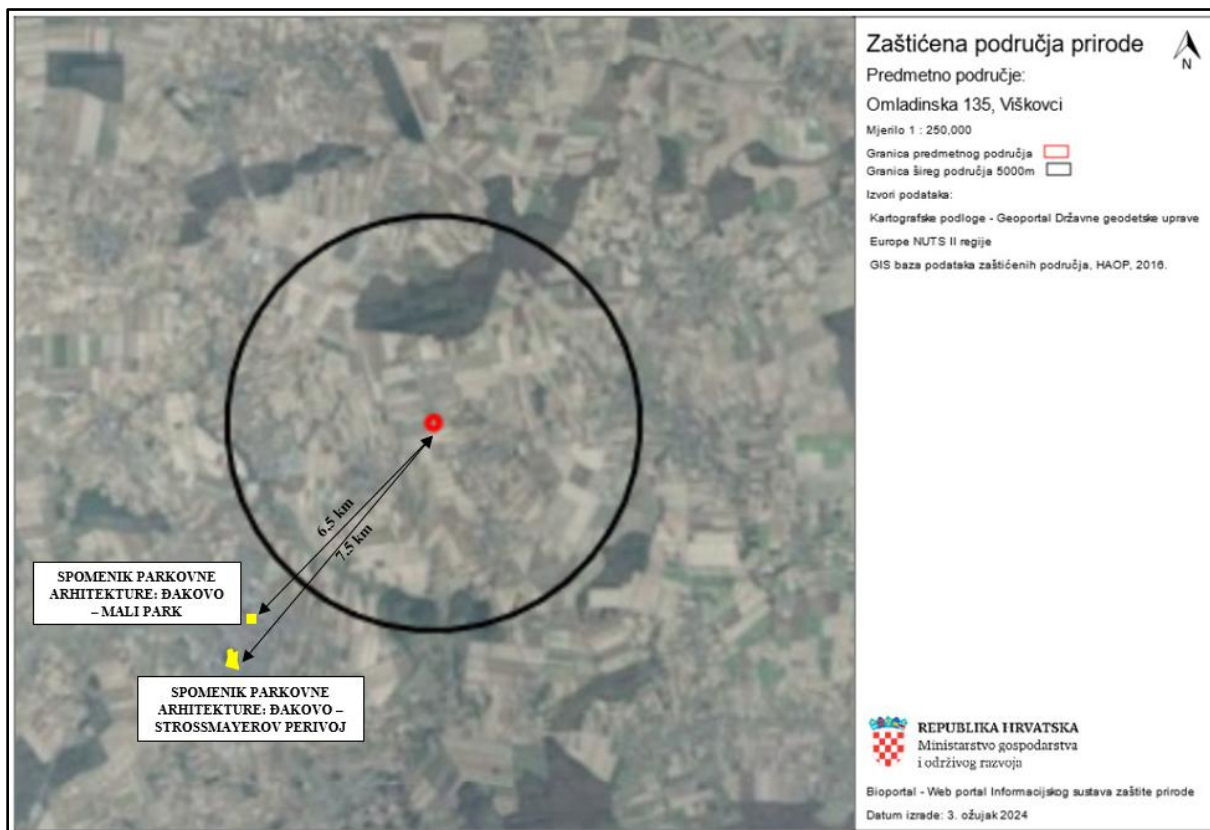 Zaštićena područja prirode
N
Predmetno područje:
Omladinska 135, Viškovci
Mjerilo 1 : 250,000
Granica predmetnog područja
Granica šireg područja 5000m
Izvori podataka:
Kartografske podloge - Geoportal Državne geodetske uprave
Europe NUTS II regije
GIS baza podataka zaštićenih područja, HAOP, 2016.
6,5 km
7,5 km
SPOMENIK PARKOVNE
ARHITEKTURE: ĐAKOVO
– MALI PARK
SPOMENIK PARKOVNE
ARHITEKTURE: ĐAKOVO –
STROSSMAYEROV PERIVOJ
REPUBLIKA HRVATSKA
Ministarstvo gospodarstva
i održivog razvoja
Bioportal - Web portal Informacijskog sustava zaštite prirode
Datum izrade: 3. ožujak 2024